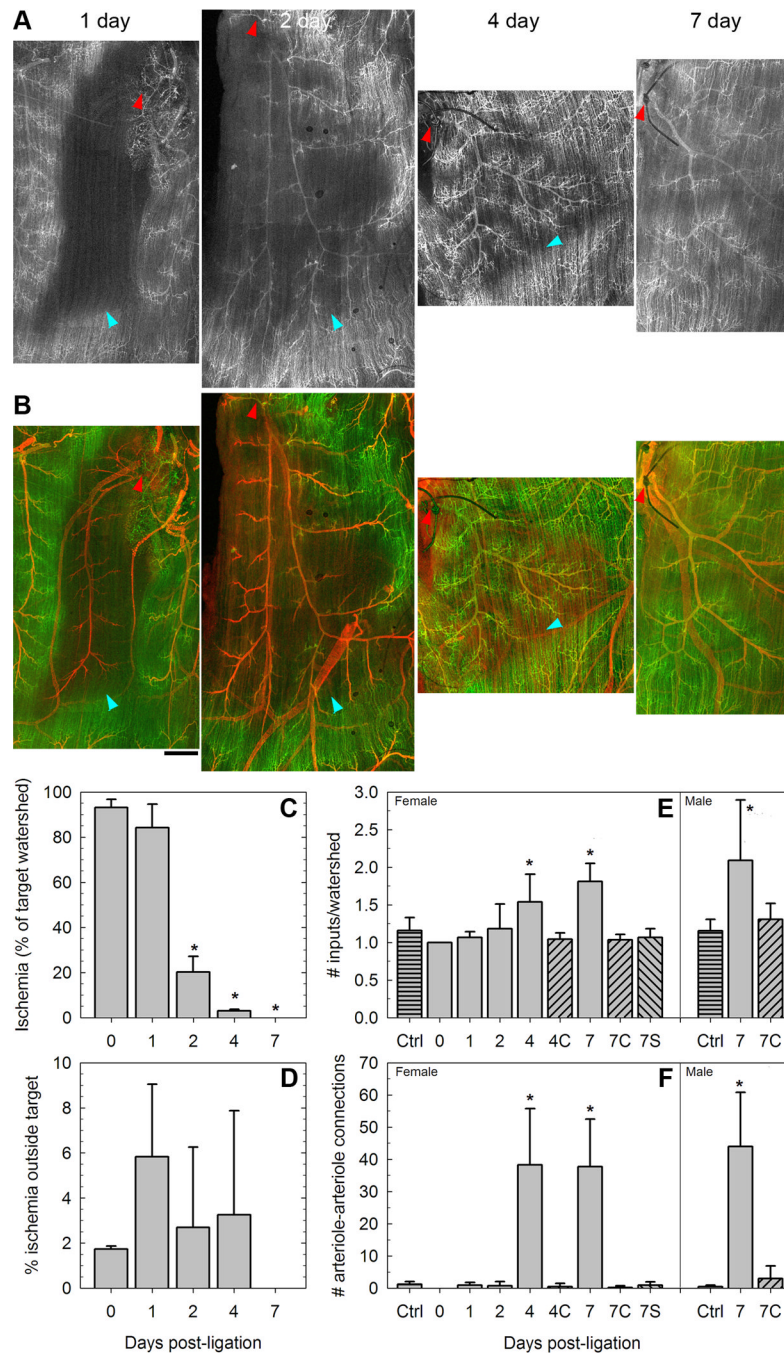 A 1 day 2 day 4 day 7 day
B
C
Ischemia (% of target watershed)
100
80
60
40
20
0
0 1 2 4 7
* * *
E
Female Male
# inputs/watershed
3.0
2.5
2.0
1.5
1.0
0.5
0.0
* * *
Ctrl 0 1 2 4 4C 7 7C 7S Ctrl 7 7C
D
% ischemia outside target
10
8
6
4
2
0
0 1 2 4 7
Days post-ligation
F
Female Male
# arteriole-arteriole connections
70
60
50
40
30
20
10
0
* * *
Ctrl 0 1 2 4 4C 7 7C 7S Ctrl 7 7C
Days post-ligation